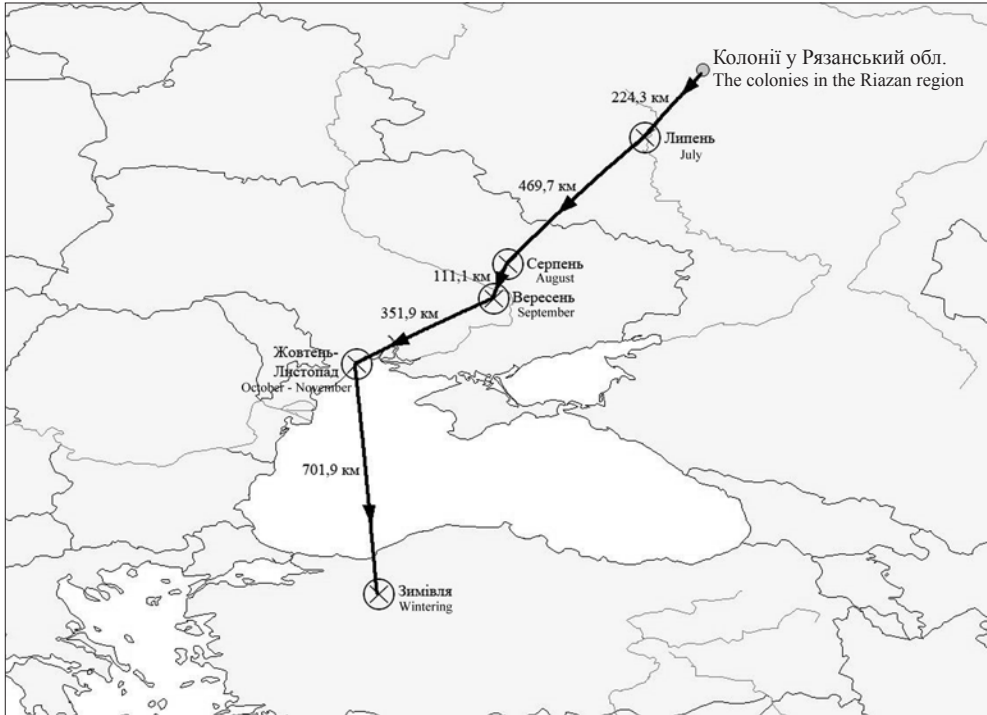 Колонії у Рязанський обл.
The colonies in the Riazan region
224,3 км
Липень
July
469,7 км
Серпень
August
111,1 км
Вересень
September
351,9 км
Жовтень-
Листопад
October - November
701,9 км
Зимівля
Wintering